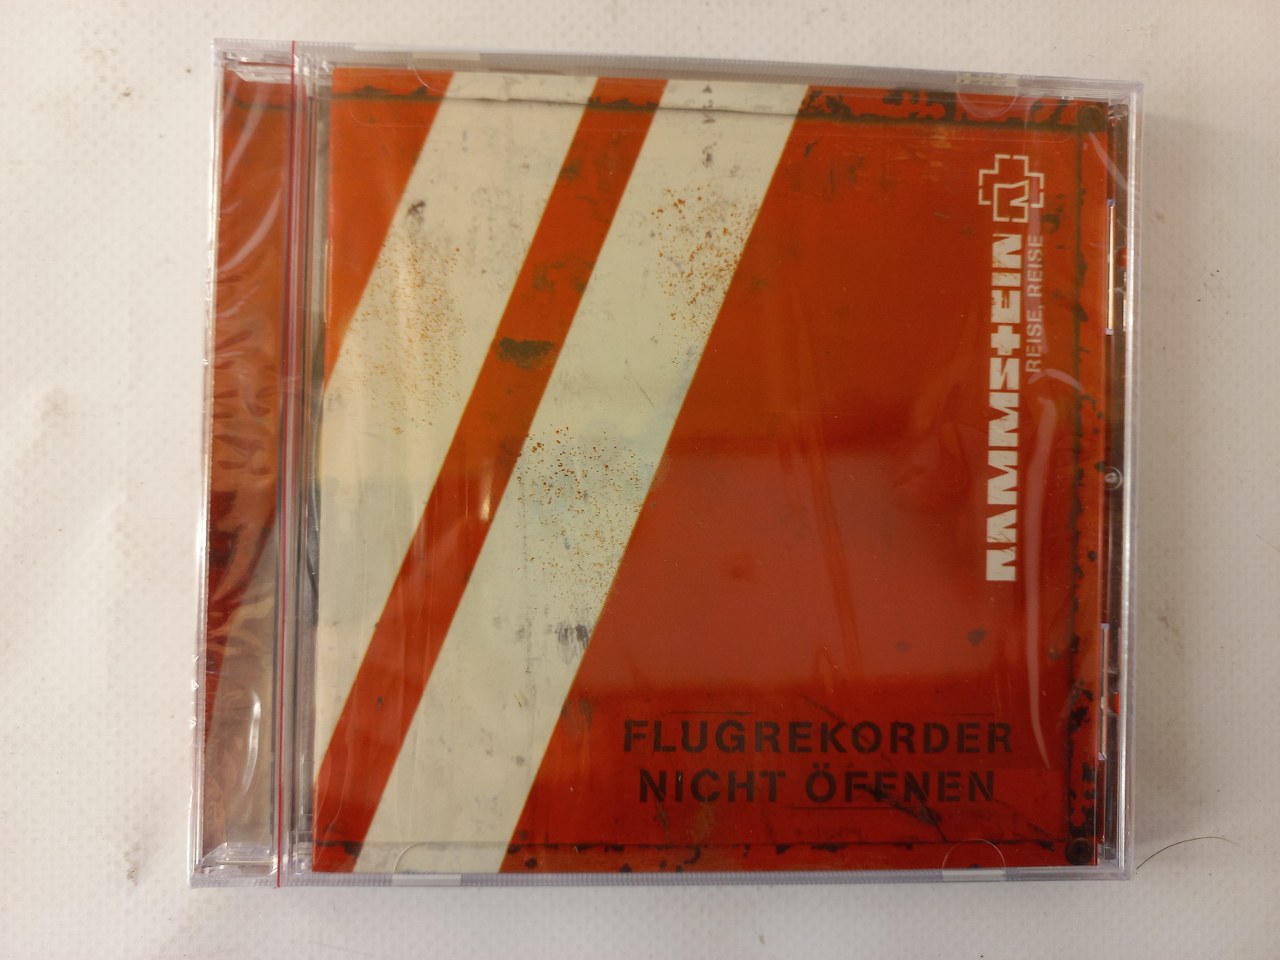 RAMMSTEIN
REISE, REISE
FLUGREKORDER
NICHT ÖFFNEN